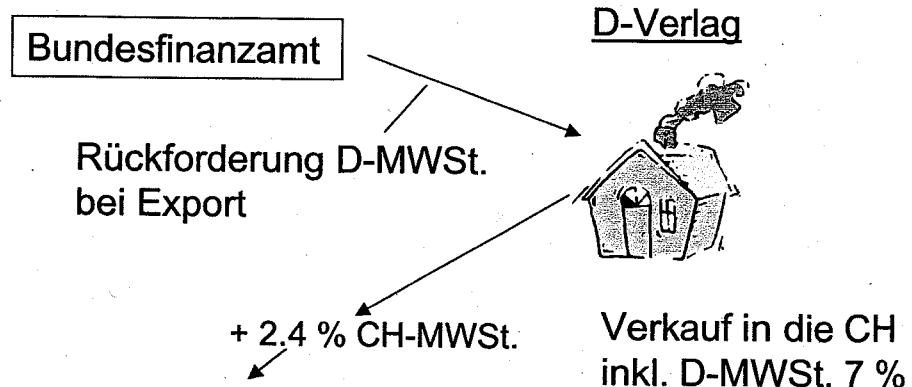 D-Verlag
Bundesfinanzamt
Rückforderung D-MWSt.
bei Export
+ 2.4 % CH-MWSt.
Verkauf in die CH
inkl. D-MWSt. 7 %